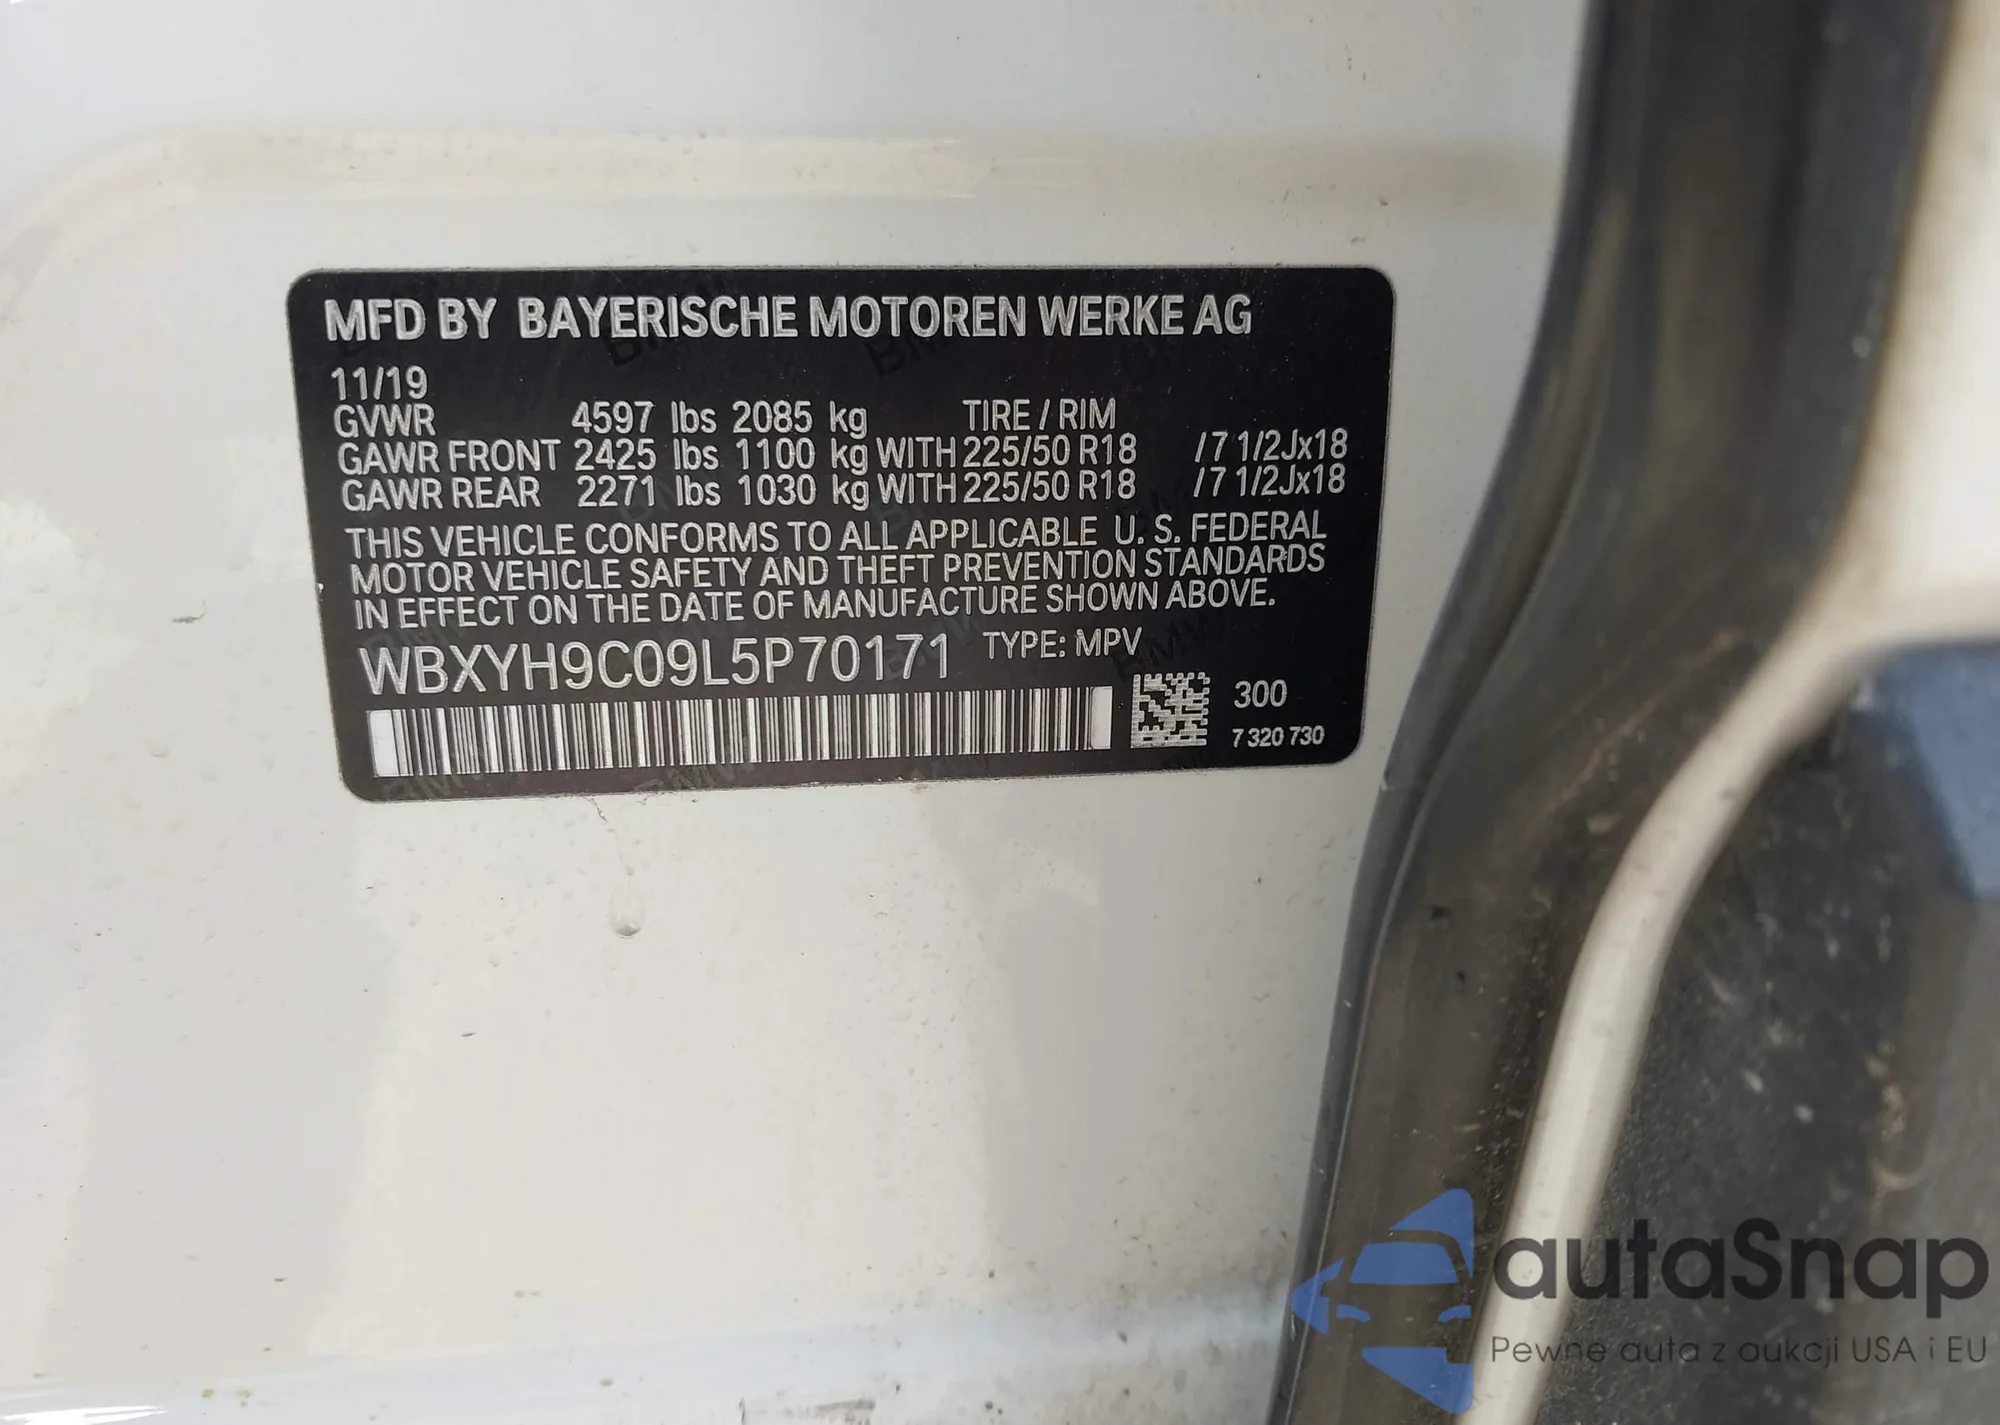 MFD BY BAYERISCHE MOTOREN WERKE AG
11/19
GVWR 4597 lbs 2085 kg TIRE / RIM
GAWR FRONT 2425 lbs 1100 kg WITH 225/50 R18 /7 1/2Jx18
GAWR REAR 2271 lbs 1030 kg WITH 225/50 R18 /7 1/2Jx18
THIS VEHICLE CONFORMS TO ALL APPLICABLE U. S. FEDERAL
MOTOR VEHICLE SAFETY AND THEFT PREVENTION STANDARDS
IN EFFECT ON THE DATE OF MANUFACTURE SHOWN ABOVE.
WBXYH9C09L5P70171 TYPE: MPV
300
7 320 730
autaSnap
Pewne auta z aukcji USA i EU